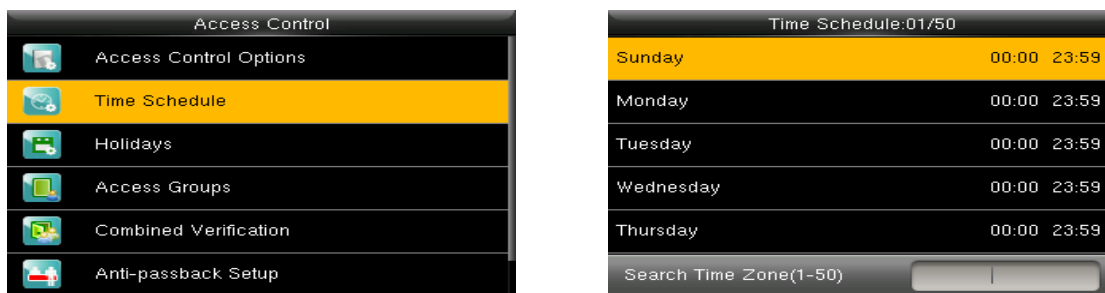 Access Control
Access Control Options
Time Schedule
Holidays
Access Groups
Combined Verification
Anti-passback Setup
Time Schedule:01/50
Sunday 00:00 23:59
Monday 00:00 23:59
Tuesday 00:00 23:59
Wednesday 00:00 23:59
Thursday 00:00 23:59
Search Time Zone(1-50)